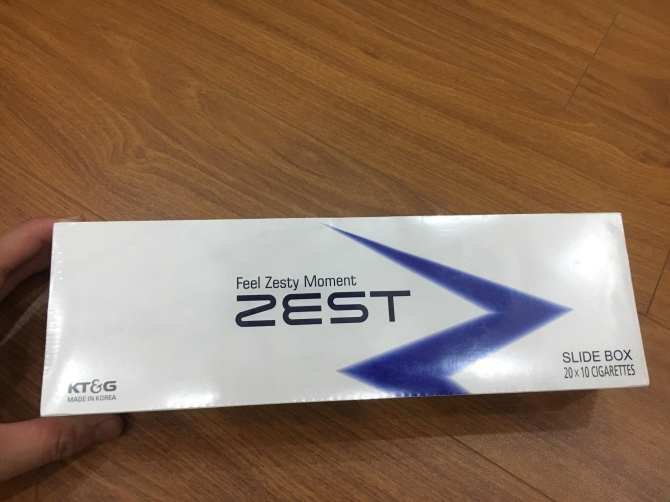 Feel Zesty Moment
ZEST
KT&G
MADE IN KOREA
SLIDE BOX
20 x 10 CIGARETTES